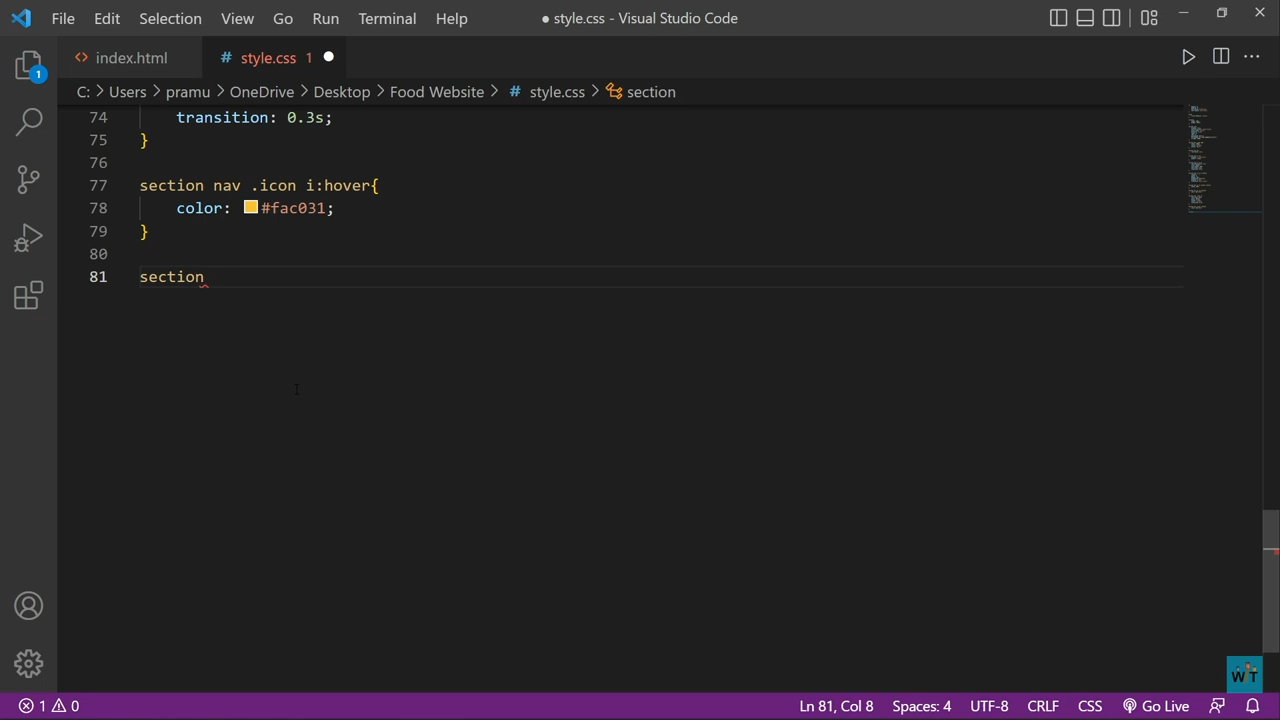 File Edit Selection View Go Run Terminal Help
● style.css - Visual Studio Code
<> index.html
# style.css 1 ●
C: > Users > pramu > OneDrive > Desktop > Food Website > # style.css > section
1
74 transition: 0.3s;
75 }
76
77 section nav .icon i:hover{
78 color: #fac031;
79 }
80
81 section
WT
1 0
Ln 81, Col 8 Spaces: 4 UTF-8 CRLF CSS Go Live